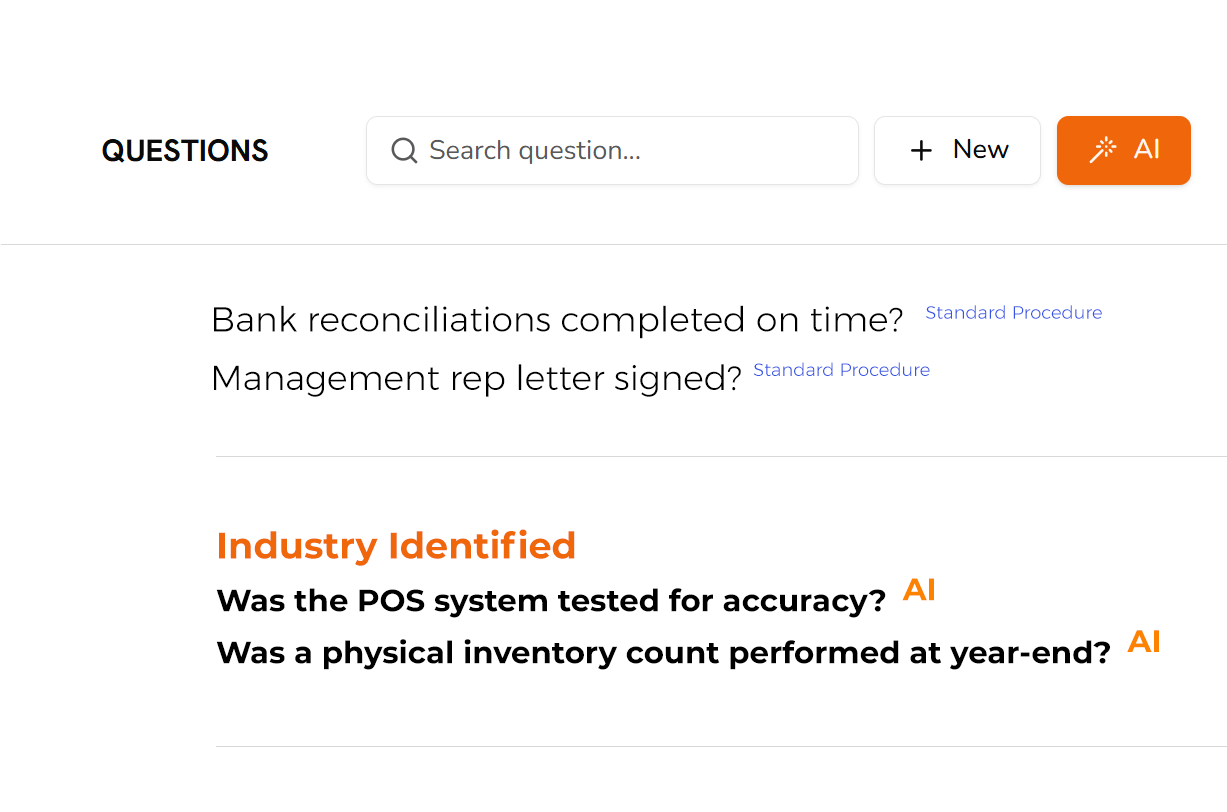 QUESTIONS Search question... + New AI
Bank reconciliations completed on time? Standard Procedure
Management rep letter signed? Standard Procedure
Industry Identified
Was the POS system tested for accuracy? AI
Was a physical inventory count performed at year-end? AI